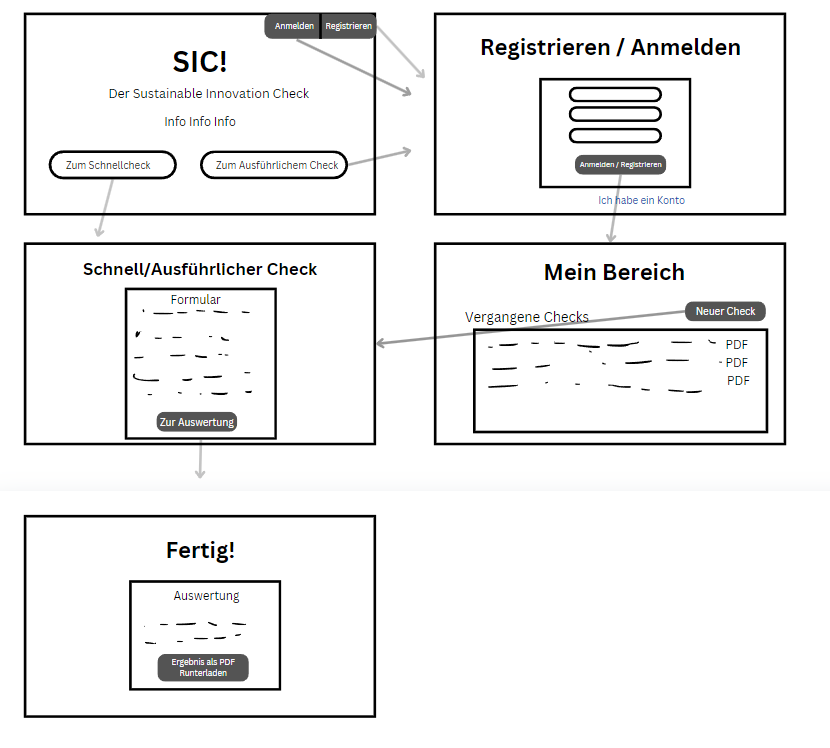 Anmelden
Registrieren
SIC!
Der Sustainable Innovation Check
Info Info Info
Zum Schnellcheck
Zum Ausführlichem Check
Registrieren / Anmelden
Anmelden / Registrieren
Ich habe ein Konto
Schnell/Ausführlicher Check
Formular
Zur Auswertung
Mein Bereich
Neuer Check
Vergangene Checks
PDF
PDF
PDF
Fertig!
Auswertung
Ergebnis als PDF
Runterladen